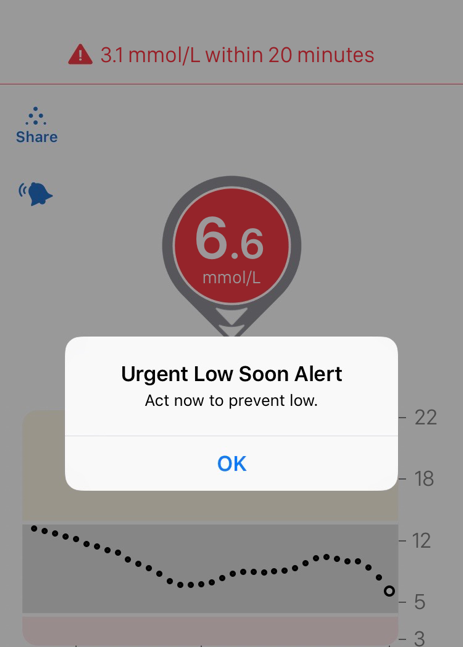 3.1 mmol/L within 20 minutes
Share
6.6
mmol/L
Urgent Low Soon Alert
Act now to prevent low.
OK
22
18
12
5
3